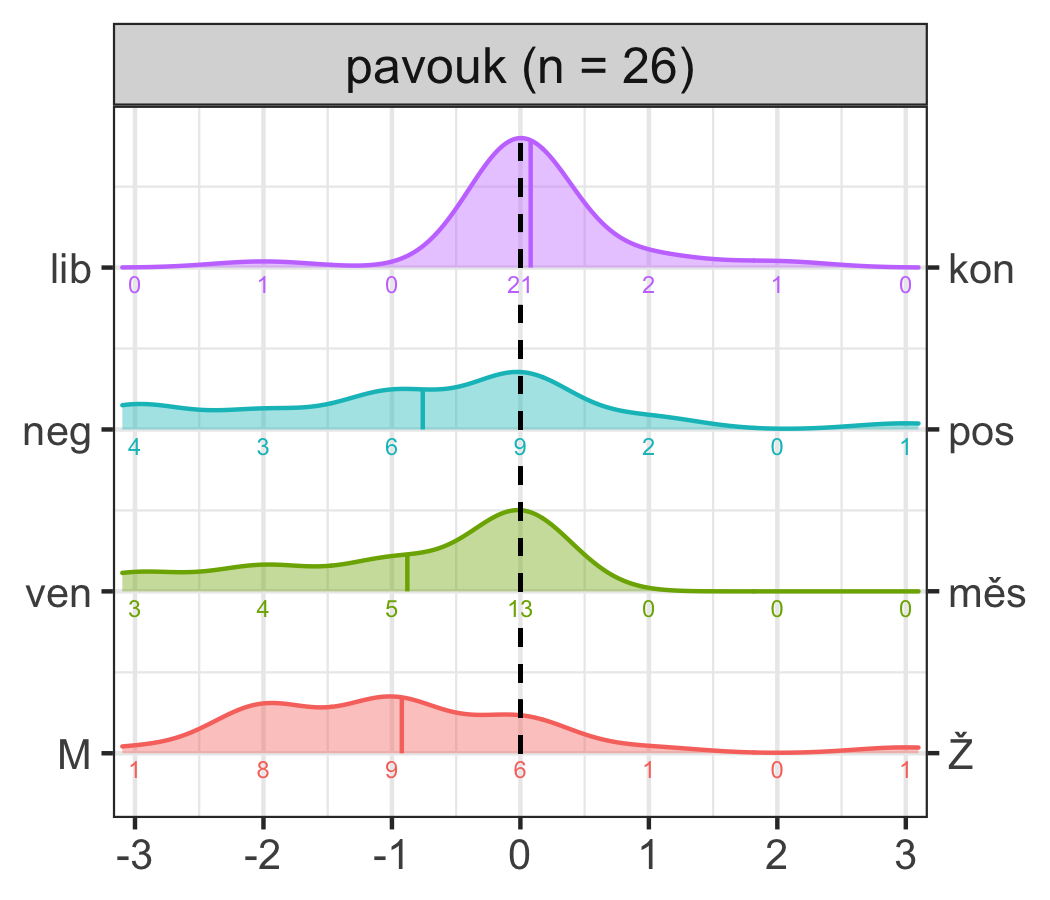 pavouk (n = 26)
lib kon
0 1 0 21 2 1 0
neg pos
4 3 6 9 2 0 1
ven měs
3 4 5 13 0 0 0
M Ž
1 8 9 6 1 0 1
-3 -2 -1 0 1 2 3